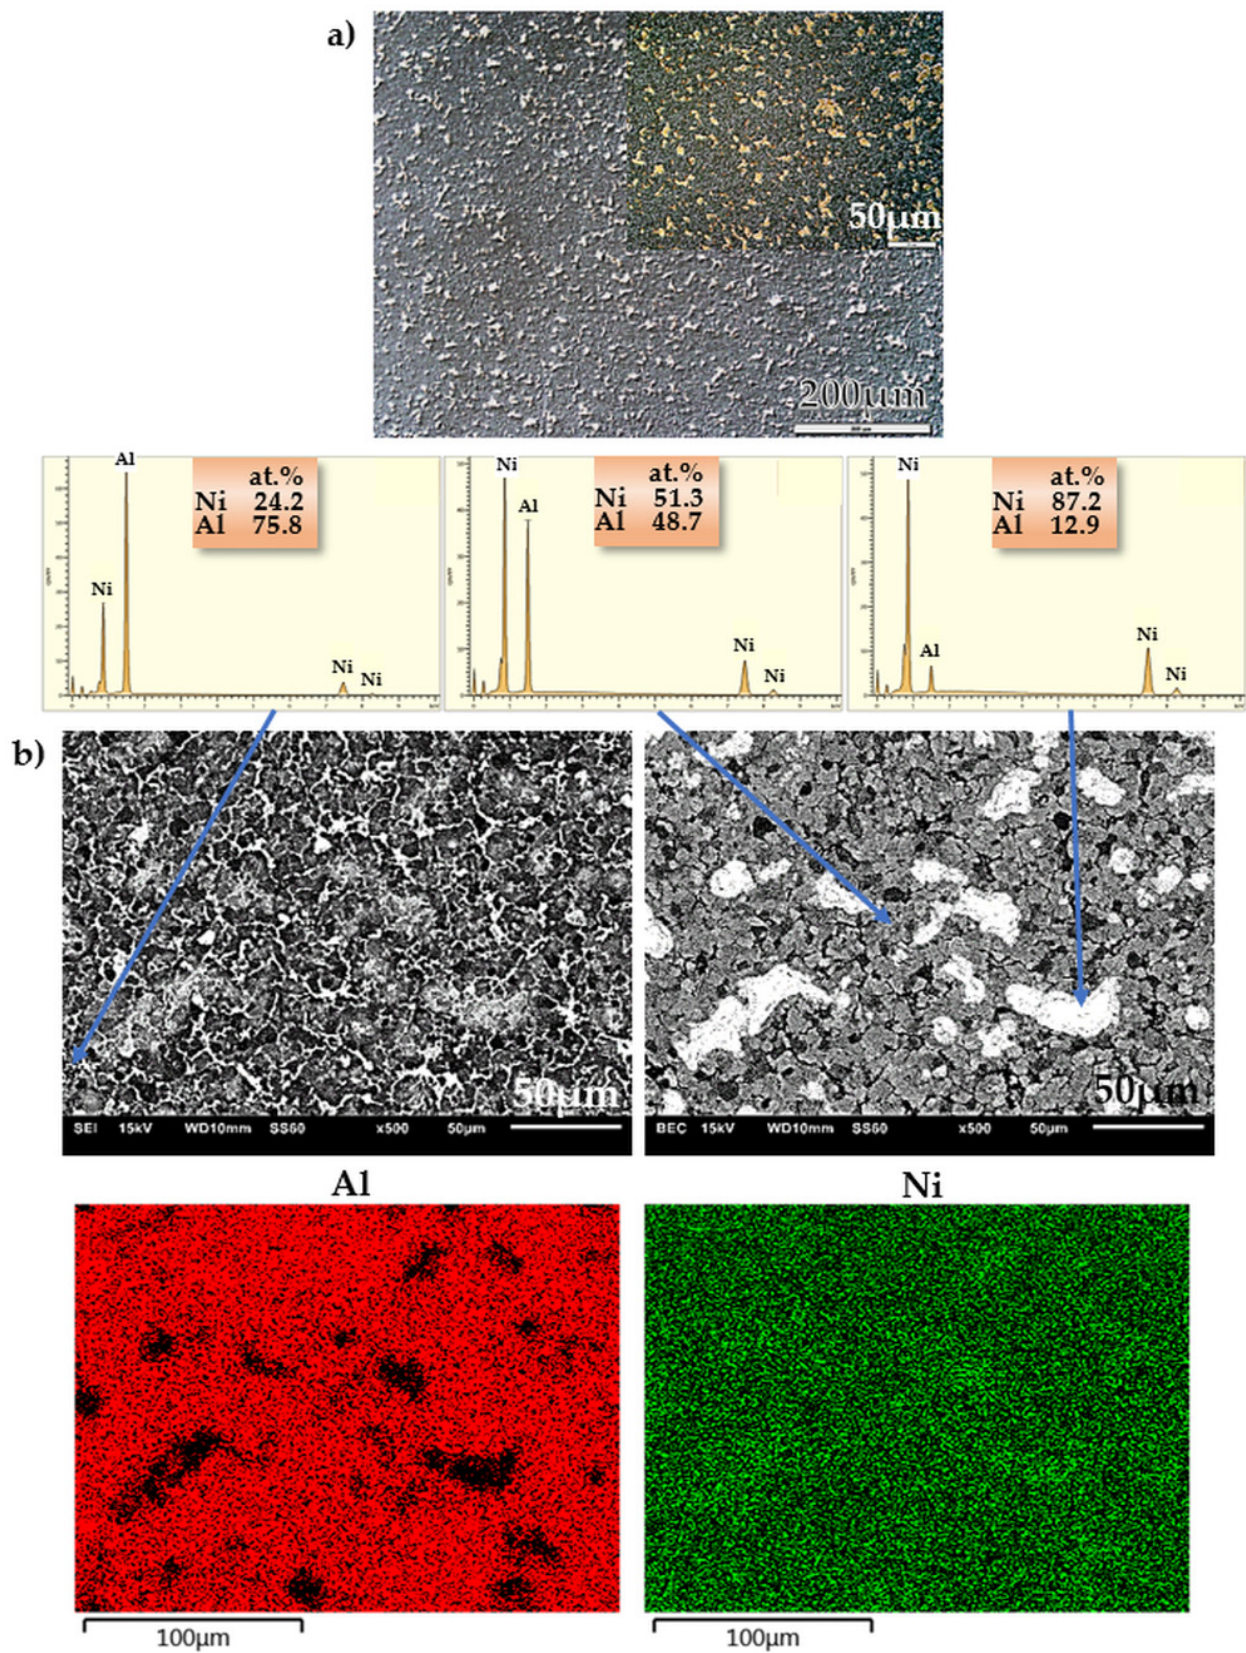 a)
50µm
200µm
Al
Ni
Ni
Ni
at.%
Ni 24.2
Al 75.8
Ni
Al
Ni
Ni
at.%
Ni 51.3
Al 48.7
Ni
Al
Ni
Ni
at.%
Ni 87.2
Al 12.9
b)
50µm
SEI 15kV WD10mm SS60 x500 50µm
50µm
BEC 15kV WD10mm SS60 x500 50µm
Al
Ni
100µm
100µm